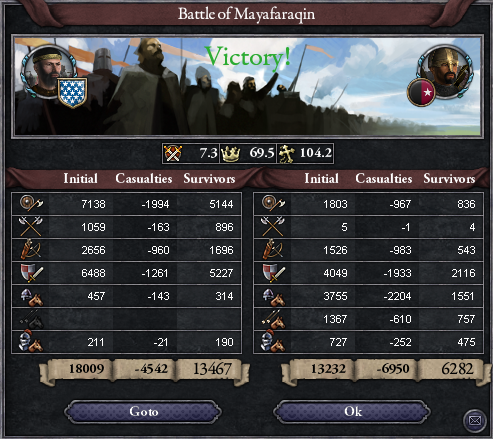 Battle of Mayafaraqin
Victory!
7.3 69.5 104.2
Initial Casualties Survivors Initial Casualties Survivors
7138 -1994 5144 1803 -967 836
1059 -163 896 5 -1 4
2656 -960 1696 1526 -983 543
6488 -1261 5227 4049 -1933 2116
457 -143 314 3755 -2204 1551
1367 -610 757
211 -21 190 727 -252 475
18009 -4542 13467 13232 -6950 6282
Goto Ok